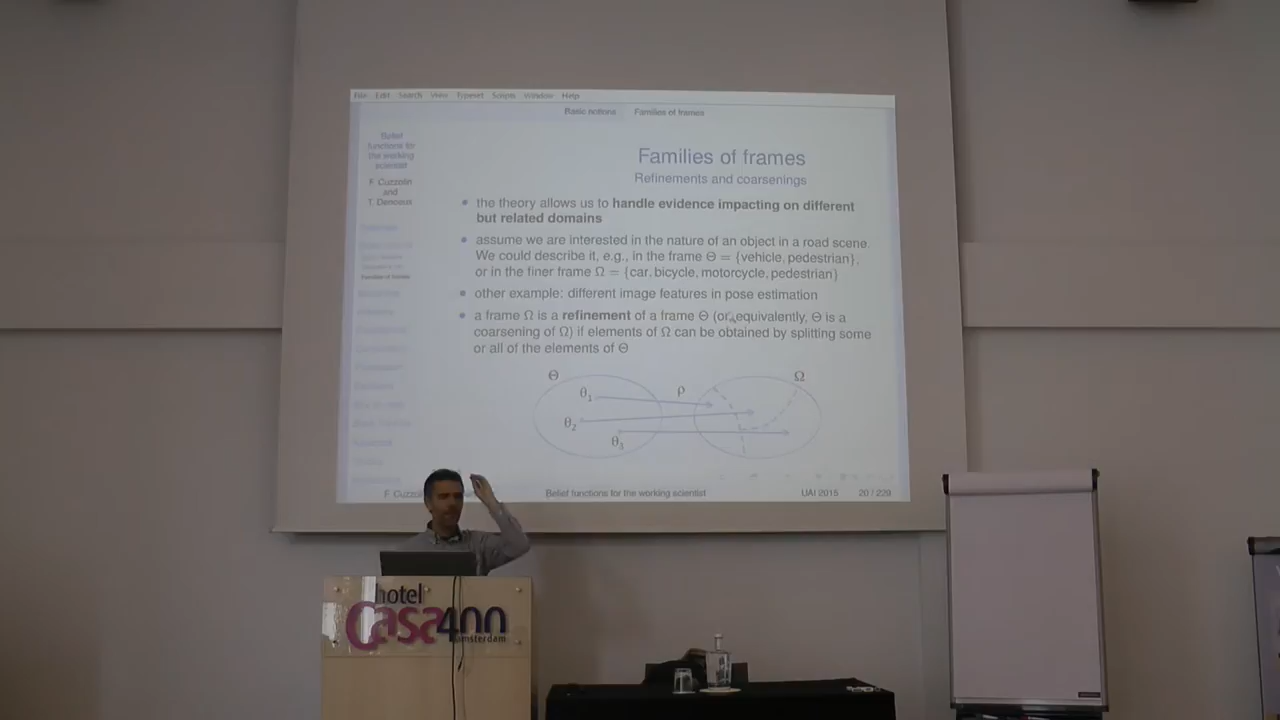 File Edit Search View Typeset Scripts Window Help
Basic notions Families of frames
Belief
functions for
the working
scientist
F. Cuzzolin
and
T. Denoeux
Families of frames
Families of frames
Refinements and coarsenings
• the theory allows us to handle evidence impacting on different
but related domains
• assume we are interested in the nature of an object in a road scene.
We could describe it, e.g., in the frame Θ = {vehicle, pedestrian},
or in the finer frame Ω = {car, bicycle, motorcycle, pedestrian}
• other example: different image features in pose estimation
• a frame Ω is a refinement of a frame Θ (or, equivalently, Θ is a
coarsening of Ω) if elements of Ω can be obtained by splitting some
or all of the elements of Θ
Θ ρ Ω
θ1
θ2
θ3
F. Cuzzo Belief functions for the working scientist UAI 2015 20 / 229
hotel
Casa400
amsterdam